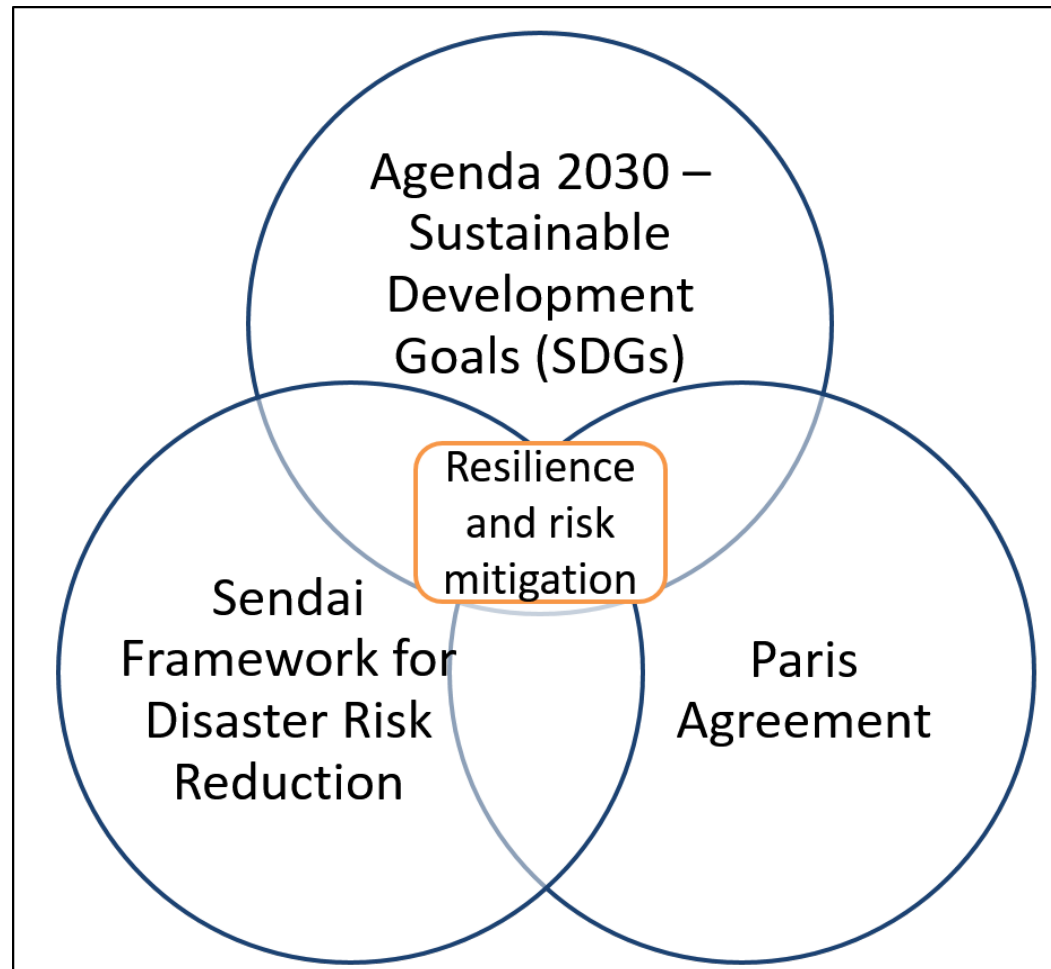 Agenda 2030 –
Sustainable
Development
Goals (SDGs)
Resilience
and risk
mitigation
Sendai
Framework for
Disaster Risk
Reduction
Paris
Agreement